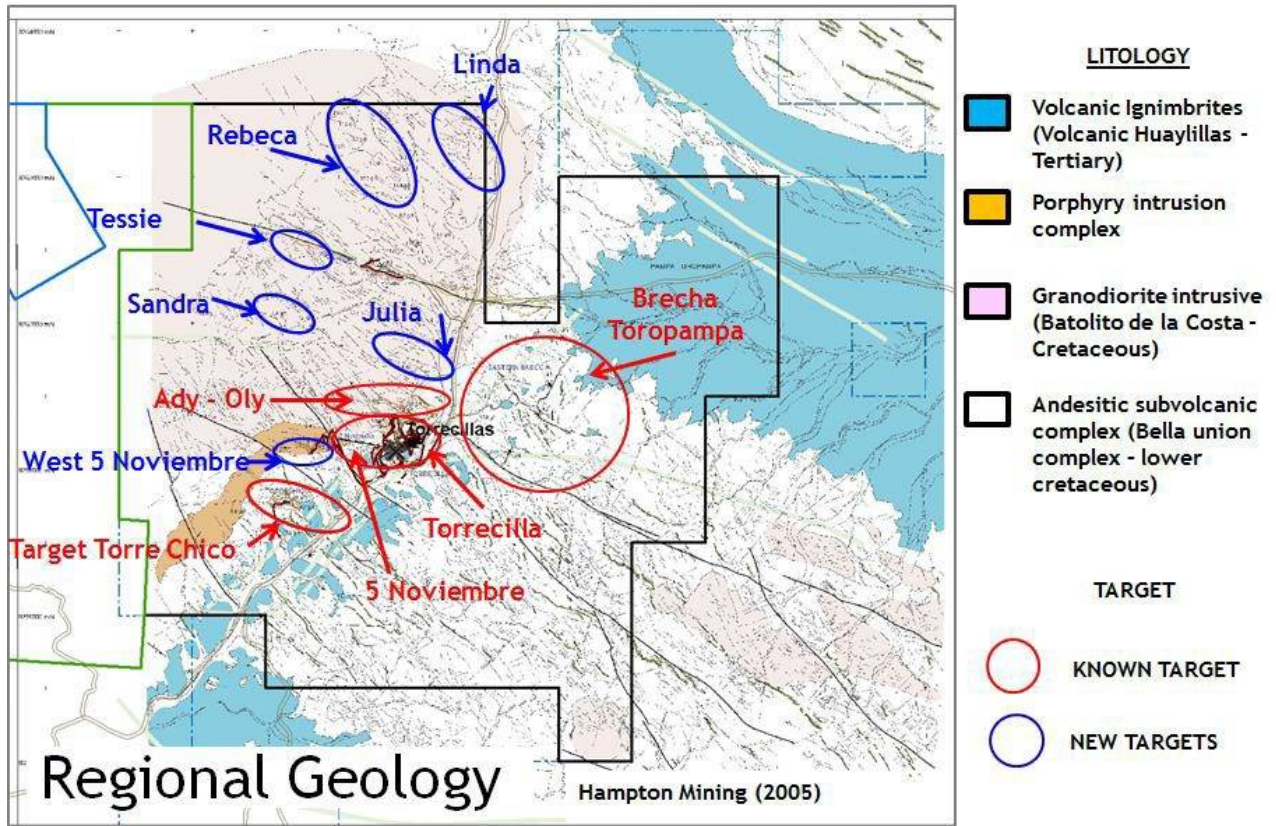 Linda
Rebeca
Tessie
Sandra
Julia
Brecha
Toropampa
Ady - Oly
Torrecillas
West 5 Noviembre
Torrecilla
Target Torre Chico
5 Noviembre
Regional Geology
Hampton Mining (2005)
LITOLOGY
Volcanic Ignimbrites
(Volcanic Huaylillas -
Tertiary)
Porphyry intrusion
complex
Granodiorite intrusive
(Batolito de la Costa -
Cretaceous)
Andesitic subvolcanic
complex (Bella union
complex - lower
cretaceous)
TARGET
KNOWN TARGET
NEW TARGETS